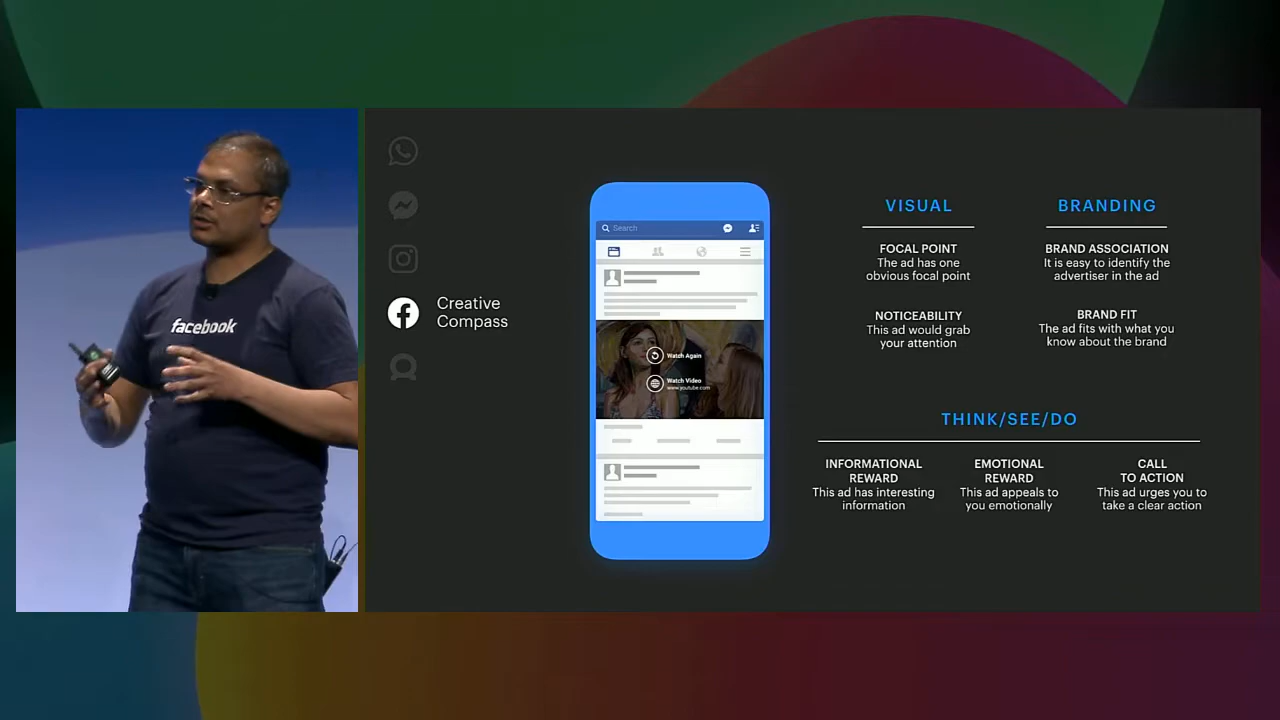 facebook
Creative
Compass
Search
Watch Again
Watch Video
www.youtube.com
VISUAL
FOCAL POINT
The ad has one
obvious focal point
NOTICEABILITY
This ad would grab
your attention
BRANDING
BRAND ASSOCIATION
It is easy to identify the
advertiser in the ad
BRAND FIT
The ad fits with what you
know about the brand
THINK/SEE/DO
INFORMATIONAL
REWARD
This ad has interesting
information
EMOTIONAL
REWARD
This ad appeals to
you emotionally
CALL
TO ACTION
This ad urges you to
take a clear action